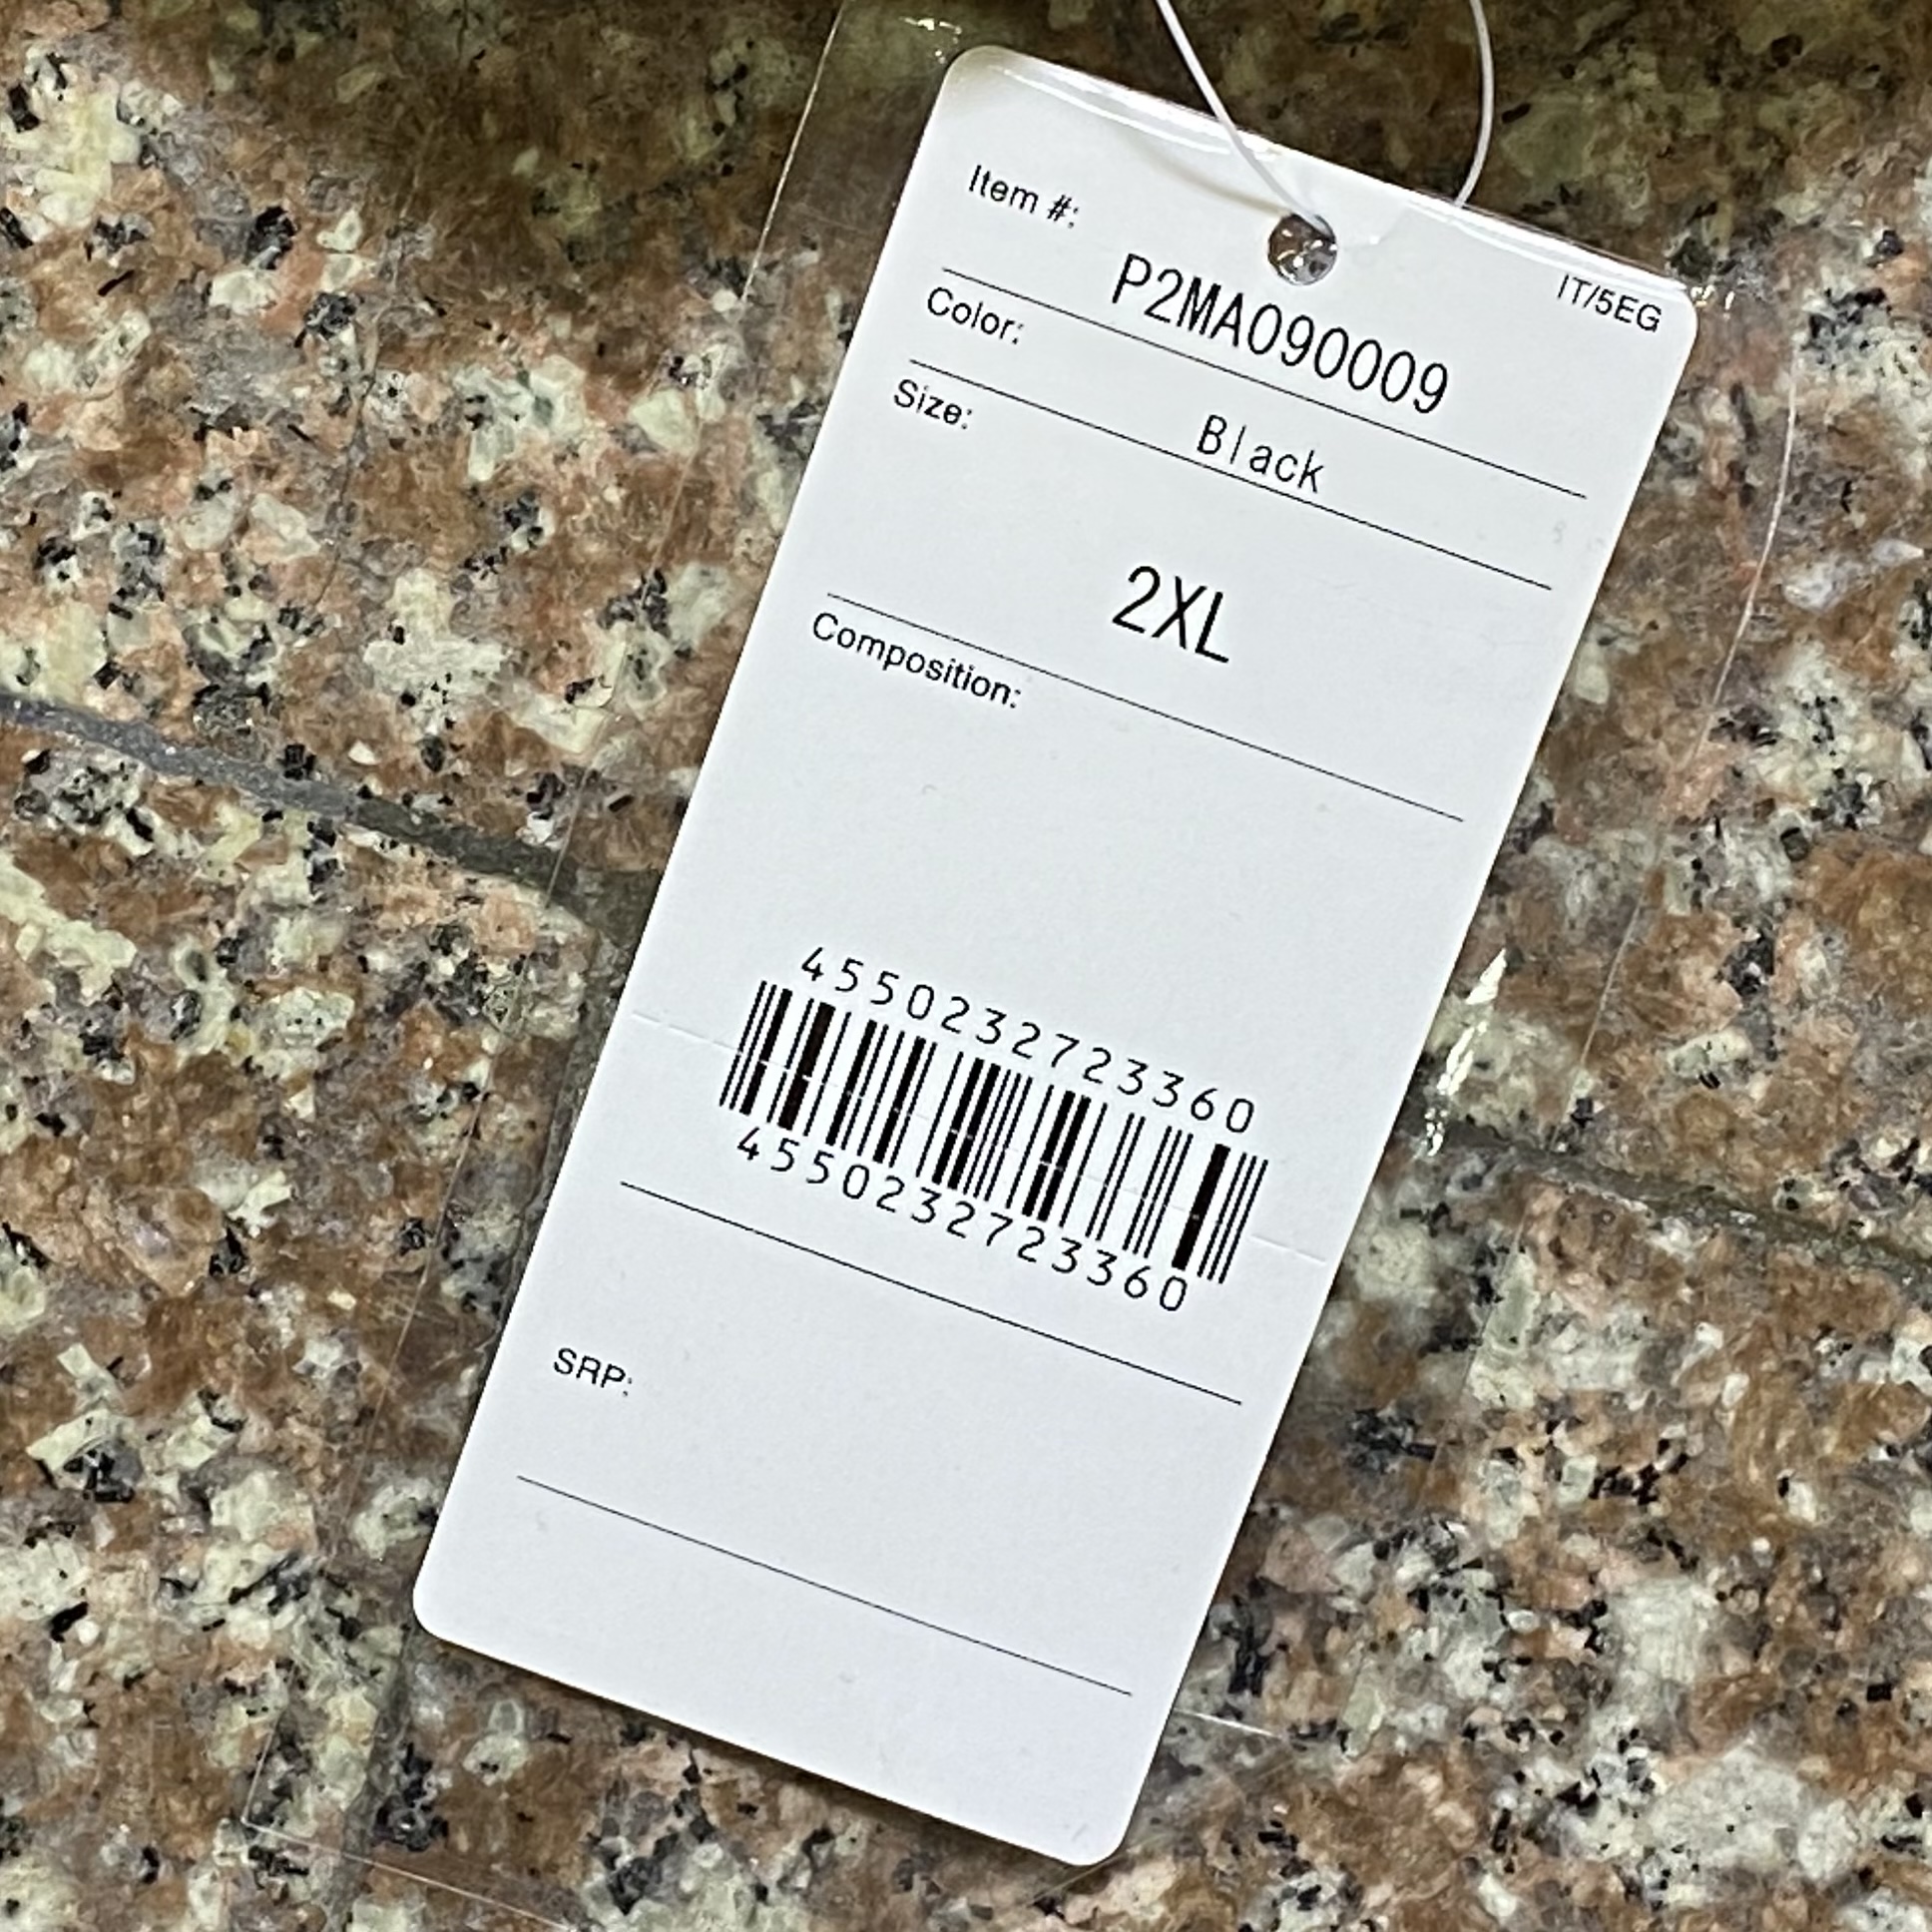 Item #:
IT/5EG
P2MA090009
Color:
Black
Size:
2XL
Composition:
4550232723360
4550232723360
SRP: